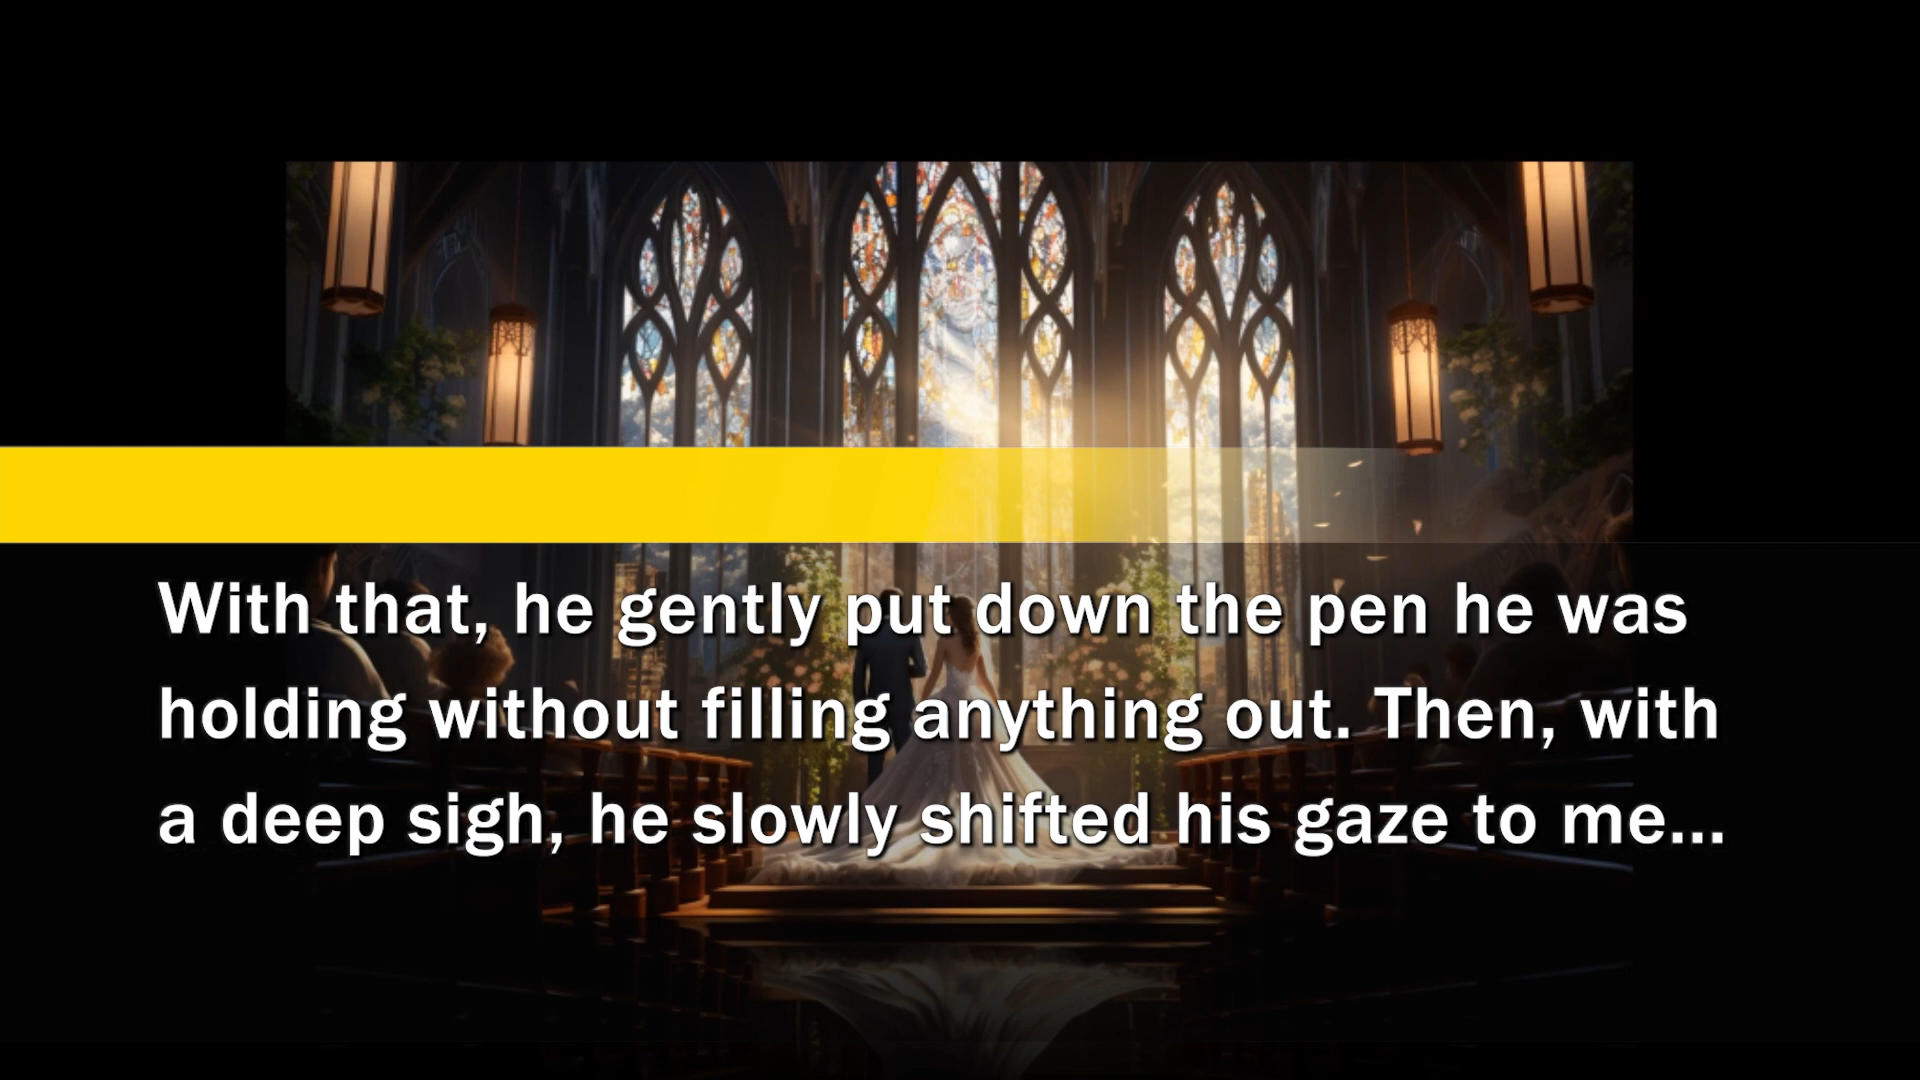 With that, he gently put down the pen he was
holding without filling anything out. Then, with
a deep sigh, he slowly shifted his gaze to me...